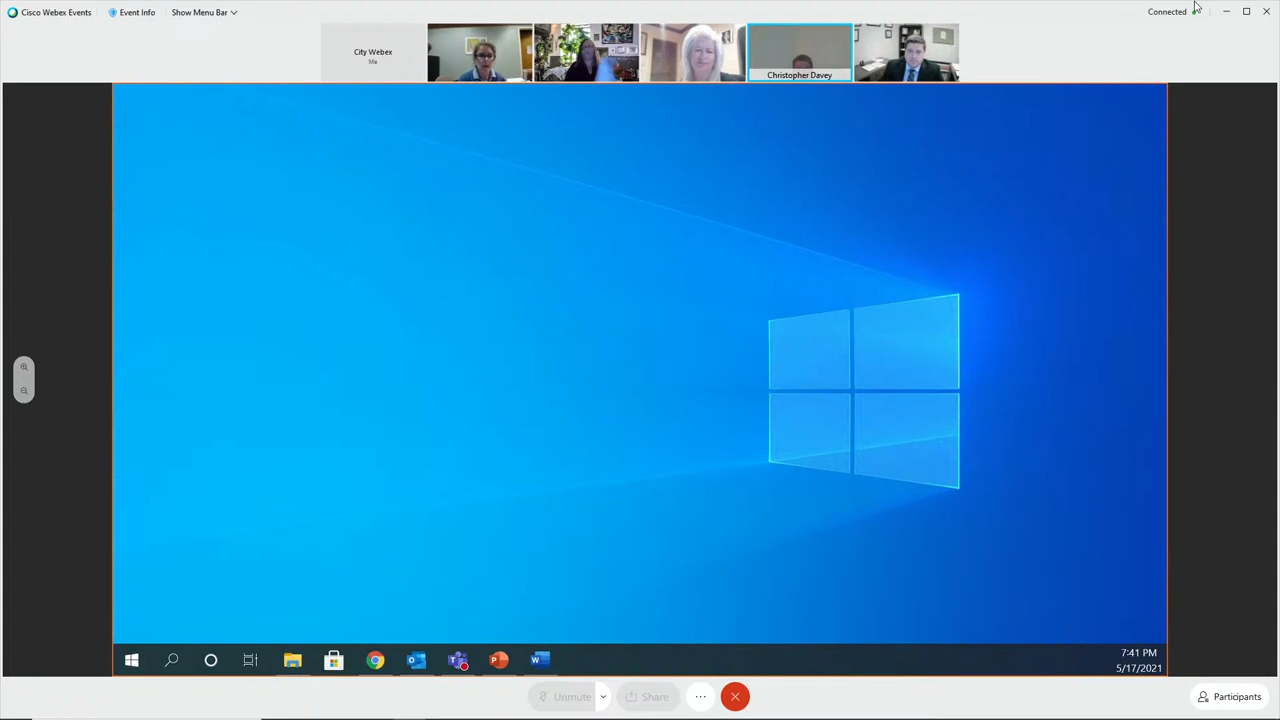 Cisco Webex Events
Event Info
Show Menu Bar
Connected
City Webex
Me
Christopher Davey
7:41 PM
5/17/2021
Unmute
Share
Participants